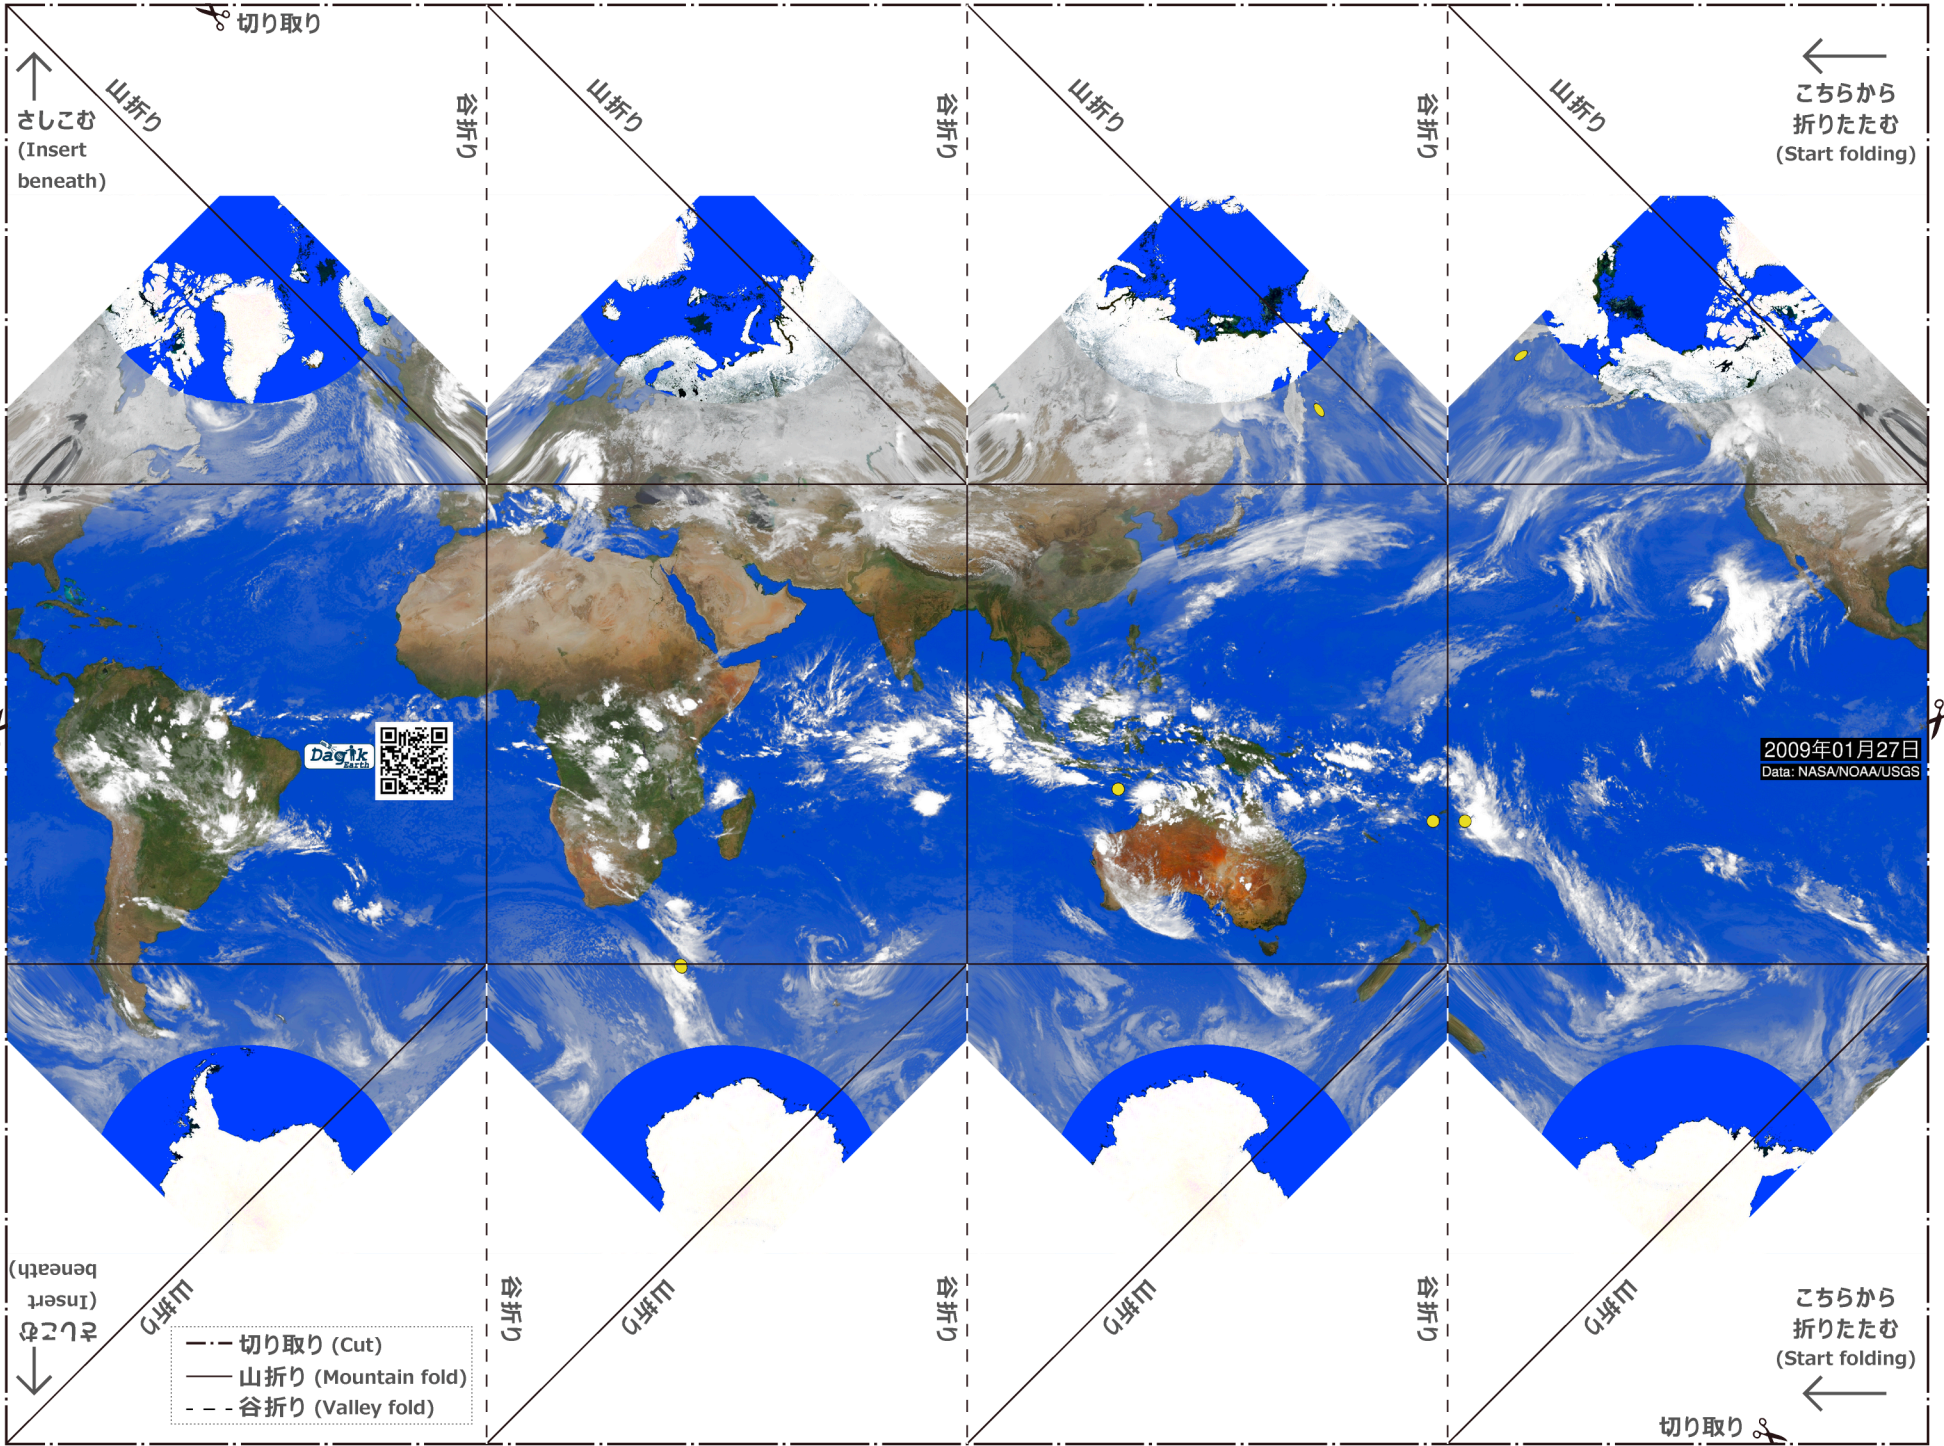 切り取り
山折り
谷折り
山折り
谷折り
山折り
谷折り
山折り
さしこむ
(Insert
beneath)
こちらから
折りたたむ
(Start folding)
Dagik
Earth
2009年01月27日
Data: NASA/NOAA/USGS
さしこむ
(Insert
beneath)
山折り
谷折り
山折り
谷折り
山折り
谷折り
山折り
こちらから
折りたたむ
(Start folding)
切り取り (Cut)
山折り (Mountain fold)
谷折り (Valley fold)
切り取り